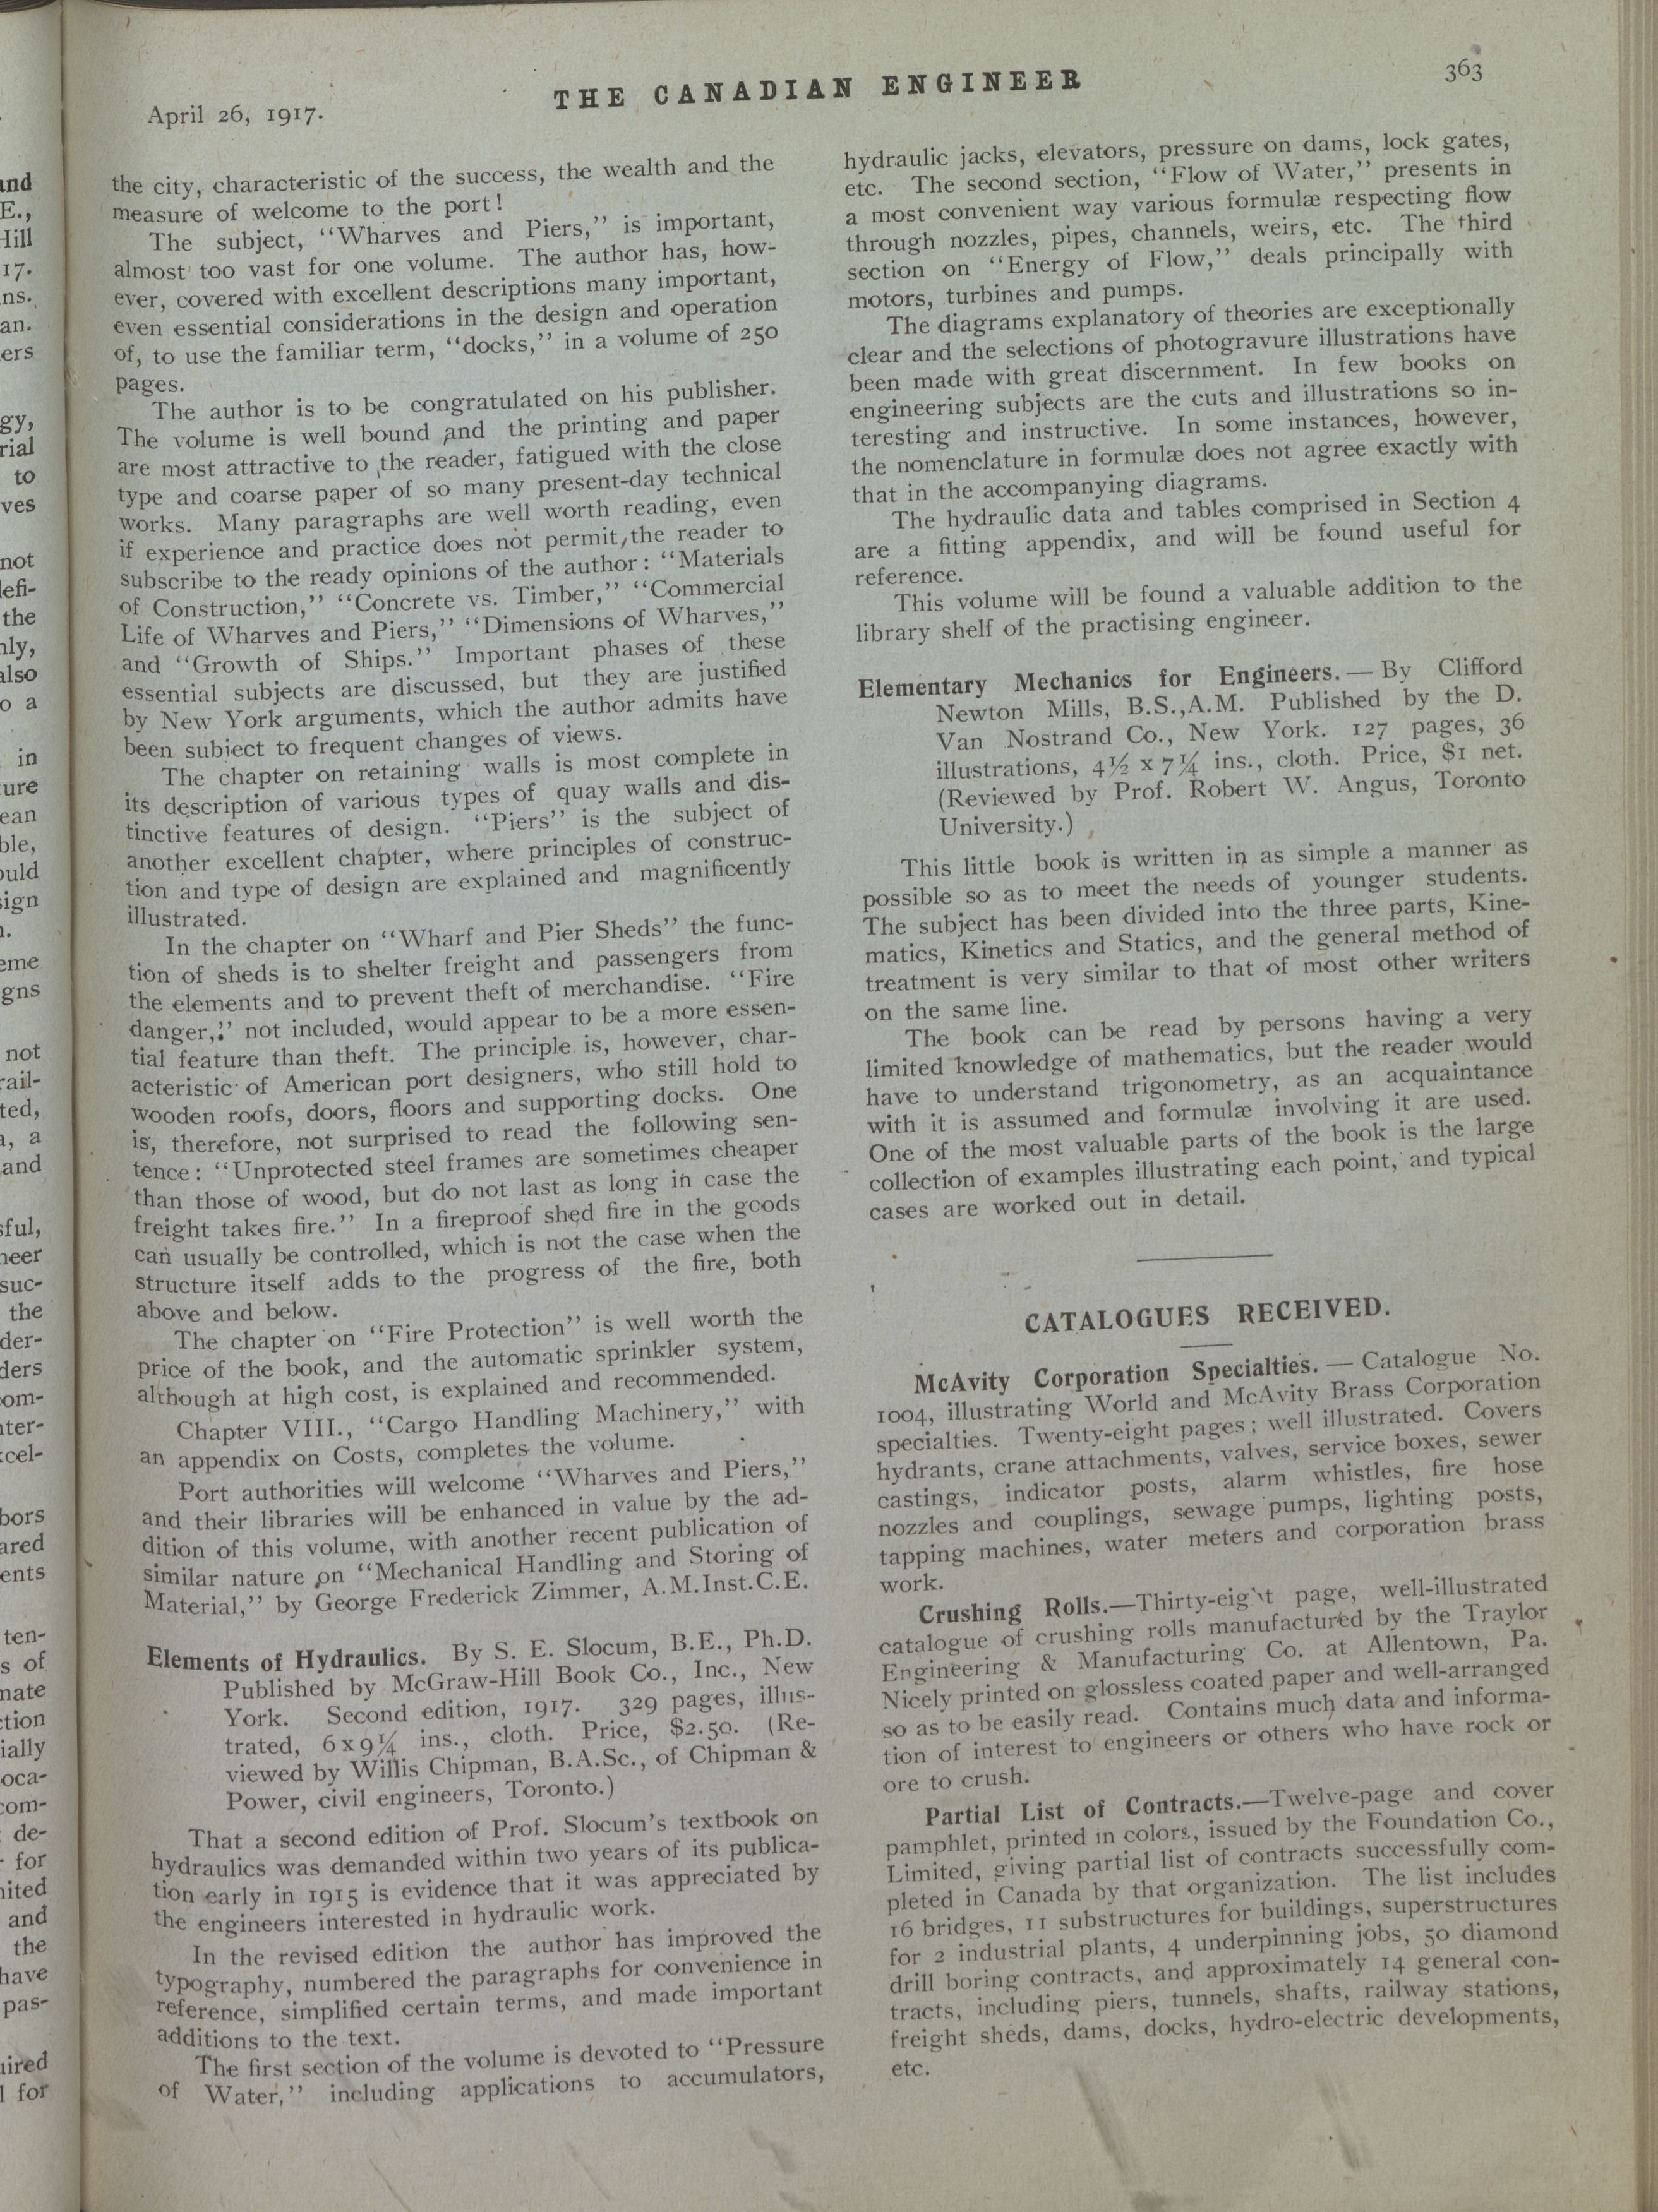 April 26, 1917.
THE CANADIAN ENGINEER
363
the city, characteristic of the success, the wealth and the
measure of welcome to the port!
The subject, "Wharves and Piers," is important,
almost too vast for one volume. The author has, how-
ever, covered with excellent descriptions many important,
even essential considerations in the design and operation
of, to use the familiar term, "docks," in a volume of 250
pages.
The author is to be congratulated on his publisher.
The volume is well bound and the printing and paper
are most attractive to the reader, fatigued with the close
type and coarse paper of so many present-day technical
works. Many paragraphs are well worth reading, even
if experience and practice does not permit the reader to
subscribe to the ready opinions of the author: "Materials
of Construction," "Concrete vs. Timber," "Commercial
Life of Wharves and Piers," "Dimensions of Wharves,"
and "Growth of Ships." Important phases of these
essential subjects are discussed, but they are justified
by New York arguments, which the author admits have
been subject to frequent changes of views.
The chapter on retaining walls is most complete in
its description of various types of quay walls and dis-
tinctive features of design. "Piers" is the subject of
another excellent chapter, where principles of construc-
tion and type of design are explained and magnificently
illustrated.
In the chapter on "Wharf and Pier Sheds" the func-
tion of sheds is to shelter freight and passengers from
the elements and to prevent theft of merchandise. "Fire
danger," not included, would appear to be a more essen-
tial feature than theft. The principle is, however, char-
acteristic of American port designers, who still hold to
wooden roofs, doors, floors and supporting docks. One
is, therefore, not surprised to read the following sen-
tence: "Unprotected steel frames are sometimes cheaper
than those of wood, but do not last as long in case the
freight takes fire." In a fireproof shed fire in the goods
can usually be controlled, which is not the case when the
structure itself adds to the progress of the fire, both
above and below.
The chapter on "Fire Protection" is well worth the
price of the book, and the automatic sprinkler system,
although at high cost, is explained and recommended.
Chapter VIII., "Cargo Handling Machinery," with
an appendix on Costs, completes the volume.
Port authorities will welcome "Wharves and Piers,"
and their libraries will be enhanced in value by the ad-
dition of this volume, with another recent publication of
similar nature on "Mechanical Handling and Storing of
Material," by George Frederick Zimmer, A.M.Inst.C.E.
Elements of Hydraulics. By S. E. Slocum, B.E., Ph.D.
Published by McGraw-Hill Book Co., Inc., New
York. Second edition, 1917. 329 pages, illus-
trated, 6x9¼ ins., cloth. Price, $2.50. (Re-
viewed by Willis Chipman, B.A.Sc., of Chipman &
Power, civil engineers, Toronto.)
That a second edition of Prof. Slocum's textbook on
hydraulics was demanded within two years of its publica-
tion early in 1915 is evidence that it was appreciated by
the engineers interested in hydraulic work.
In the revised edition the author has improved the
typography, numbered the paragraphs for convenience in
reference, simplified certain terms, and made important
additions to the text.
The first section of the volume is devoted to "Pressure
of Water," including applications to accumulators,
hydraulic jacks, elevators, pressure on dams, lock gates,
etc. The second section, "Flow of Water," presents in
a most convenient way various formulæ respecting flow
through nozzles, pipes, channels, weirs, etc. The third
section on "Energy of Flow," deals principally with
motors, turbines and pumps.
The diagrams explanatory of theories are exceptionally
clear and the selections of photogravure illustrations have
been made with great discernment. In few books on
engineering subjects are the cuts and illustrations so in-
teresting and instructive. In some instances, however,
the nomenclature in formulæ does not agree exactly with
that in the accompanying diagrams.
The hydraulic data and tables comprised in Section 4
are a fitting appendix, and will be found useful for
reference.
This volume will be found a valuable addition to the
library shelf of the practising engineer.
Elementary Mechanics for Engineers.—By Clifford
Newton Mills, B.S.,A.M. Published by the D.
Van Nostrand Co., New York. 127 pages, 36
illustrations, 4½ x 7¼ ins., cloth. Price, $1 net.
(Reviewed by Prof. Robert W. Angus, Toronto
University.)
This little book is written in as simple a manner as
possible so as to meet the needs of younger students.
The subject has been divided into the three parts, Kine-
matics, Kinetics and Statics, and the general method of
treatment is very similar to that of most other writers
on the same line.
The book can be read by persons having a very
limited knowledge of mathematics, but the reader would
have to understand trigonometry, as an acquaintance
with it is assumed and formulæ involving it are used.
One of the most valuable parts of the book is the large
collection of examples illustrating each point, and typical
cases are worked out in detail.
CATALOGUES RECEIVED.
McAvity Corporation Specialties.—Catalogue No.
1004, illustrating World and McAvity Brass Corporation
specialties. Twenty-eight pages; well illustrated. Covers
hydrants, crane attachments, valves, service boxes, sewer
castings, indicator posts, alarm whistles, fire hose
nozzles and couplings, sewage pumps, lighting posts,
tapping machines, water meters and corporation brass
work.
Crushing Rolls.—Thirty-eight page, well-illustrated
catalogue of crushing rolls manufactured by the Traylor
Engineering & Manufacturing Co. at Allentown, Pa.
Nicely printed on glossless coated paper and well-arranged
so as to be easily read. Contains much data and informa-
tion of interest to engineers or others who have rock or
ore to crush.
Partial List of Contracts.—Twelve-page and cover
pamphlet, printed in colors, issued by the Foundation Co.,
Limited, giving partial list of contracts successfully com-
pleted in Canada by that organization. The list includes
16 bridges, 11 substructures for buildings, superstructures
for 2 industrial plants, 4 underpinning jobs, 50 diamond
drill boring contracts, and approximately 14 general con-
tracts, including piers, tunnels, shafts, railway stations,
freight sheds, dams, docks, hydro-electric developments,
etc.